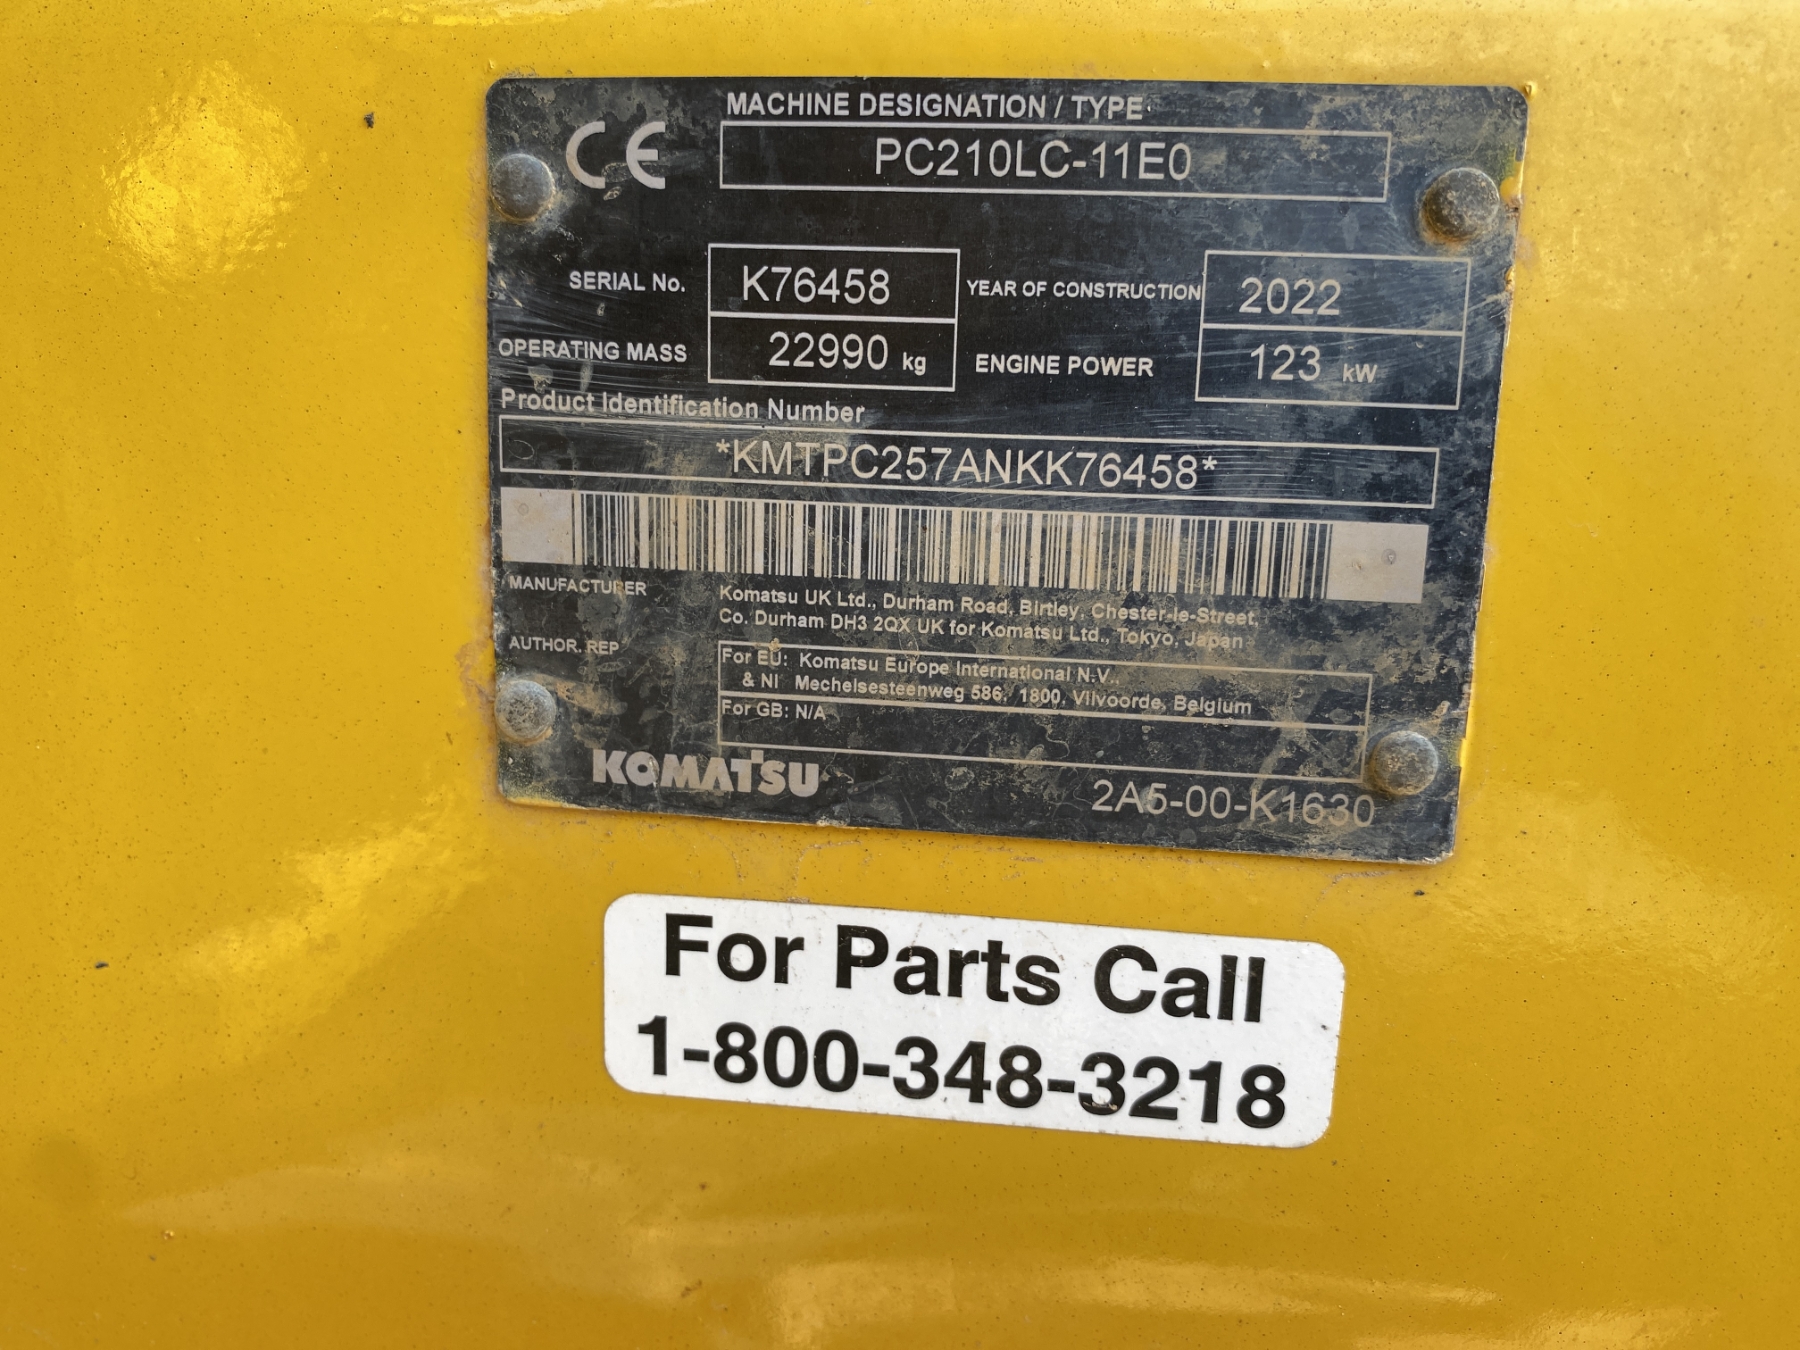 CE
MACHINE DESIGNATION / TYPE
PC210LC-11E0
SERIAL No. K76458 YEAR OF CONSTRUCTION 2022
OPERATING MASS 22990 kg ENGINE POWER 123 kW
Product Identification Number
*KMTPC257ANKK76458*
MANUFACTURER Komatsu UK Ltd., Durham Road, Birtley, Chester-le-Street,
Co. Durham DH3 2QX UK for Komatsu Ltd., Tokyo, Japan
AUTHOR. REP For EU: Komatsu Europe International N.V.,
& NI Mechelsesteenweg 586, 1800, Vilvoorde, Belgium
For GB: N/A
KOMATSU 2A5-00-K1630
For Parts Call
1-800-348-3218